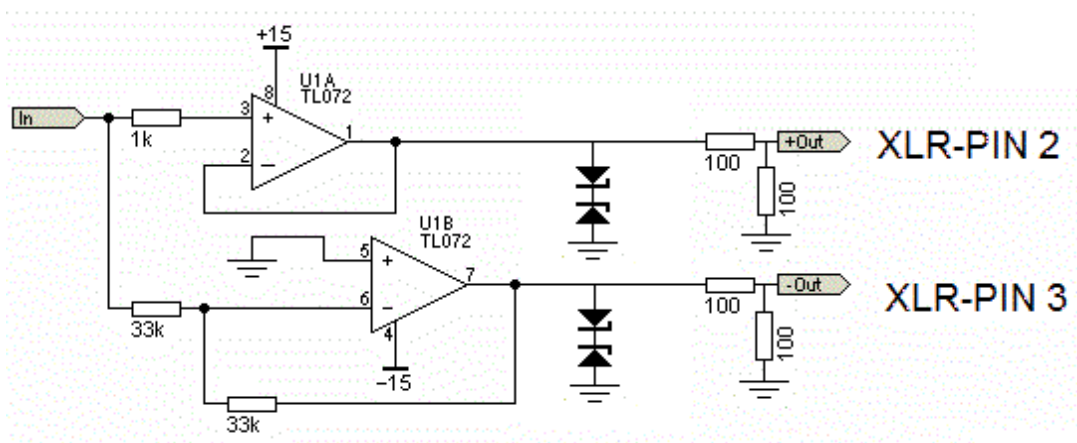 +15
U1A
TL072
8
In
3
+
1
1k
2
−
100
+Out
XLR-PIN 2
100
U1B
TL072
5
+
7
6
−
33k
4
−15
100
-Out
XLR-PIN 3
100
33k